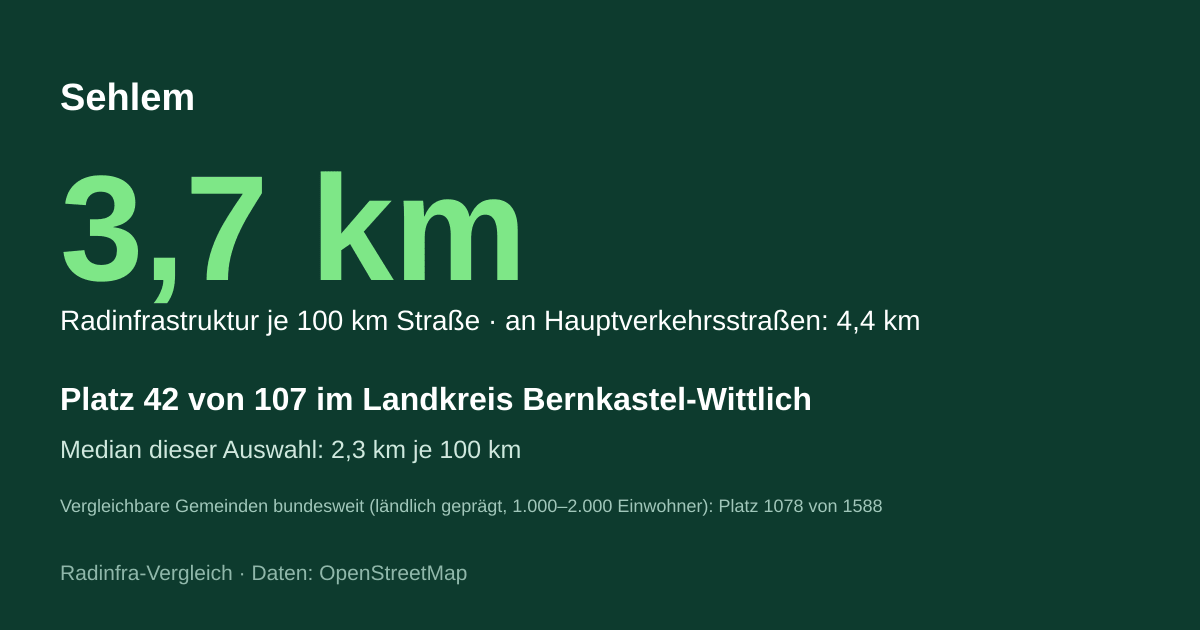 Sehlem
3,7 km
Radinfrastruktur je 100 km Straße · an Hauptverkehrsstraßen: 4,4 km
Platz 42 von 107 im Landkreis Bernkastel-Wittlich
Median dieser Auswahl: 2,3 km je 100 km
Vergleichbare Gemeinden bundesweit (ländlich geprägt, 1.000–2.000 Einwohner): Platz 1078 von 1588
Radinfra-Vergleich · Daten: OpenStreetMap